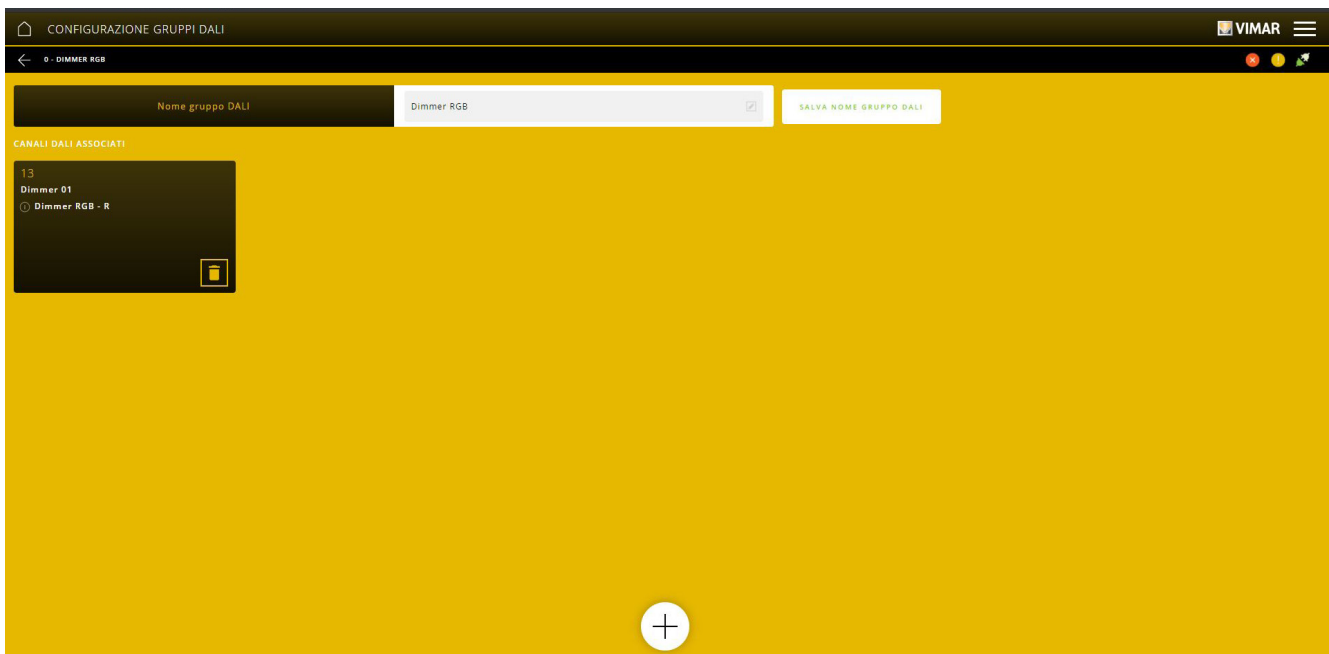 CONFIGURAZIONE GRUPPI DALI
VIMAR
0 - DIMMER RGB
Nome gruppo DALI
Dimmer RGB
SALVA NOME GRUPPO DALI
CANALI DALI ASSOCIATI
13
Dimmer 01
Dimmer RGB - R